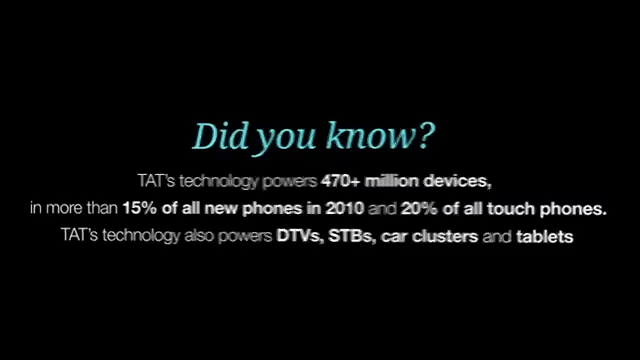 Did you know?
TAT's technology powers 470+ million devices,
in more than 15% of all new phones in 2010 and 20% of all touch phones.
TAT's technology also powers DTVs, STBs, car clusters and tablets